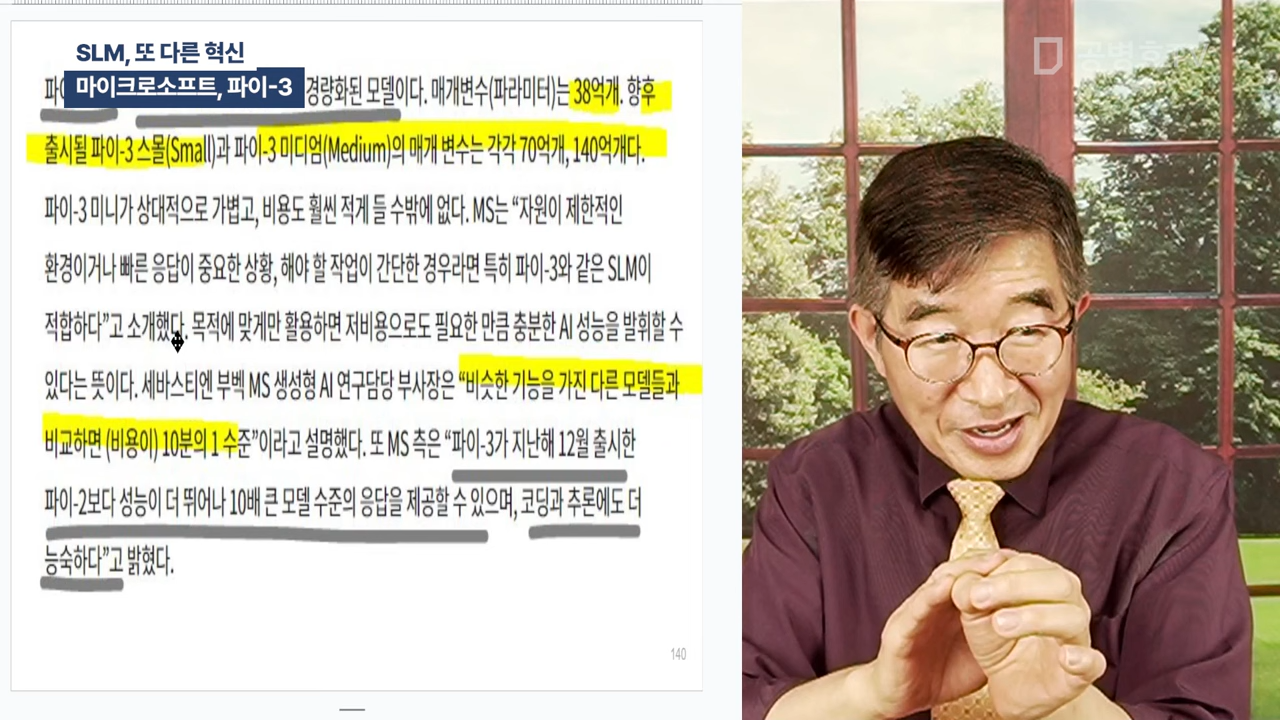 SLM, 또 다른 혁신
마이크로소프트, 파이-3
경량화된 모델이다. 매개변수(파라미터)는 38억개. 향후
출시될 파이-3 스몰(Small)과 파이-3 미디엄(Medium)의 매개 변수는 각각 70억개, 140억개다.
파이-3 미니가 상대적으로 가볍고, 비용도 훨씬 적게 들 수밖에 없다. MS는 “자원이 제한적인
환경이거나 빠른 응답이 중요한 상황, 해야 할 작업이 간단한 경우라면 특히 파이-3와 같은 SLM이
적합하다”고 소개했다. 목적에 맞게만 활용하면 저비용으로도 필요한 만큼 충분한 AI 성능을 발휘할 수
있다는 뜻이다. 세바스티엔 부벡 MS 생성형 AI 연구담당 부사장은 “비슷한 기능을 가진 다른 모델들과
비교하면 (비용이) 10분의 1 수준”이라고 설명했다. 또 MS 측은 “파이-3가 지난해 12월 출시한
파이-2보다 성능이 더 뛰어나 10배 큰 모델 수준의 응답을 제공할 수 있으며, 코딩과 추론에도 더
능숙하다”고 밝혔다.
140